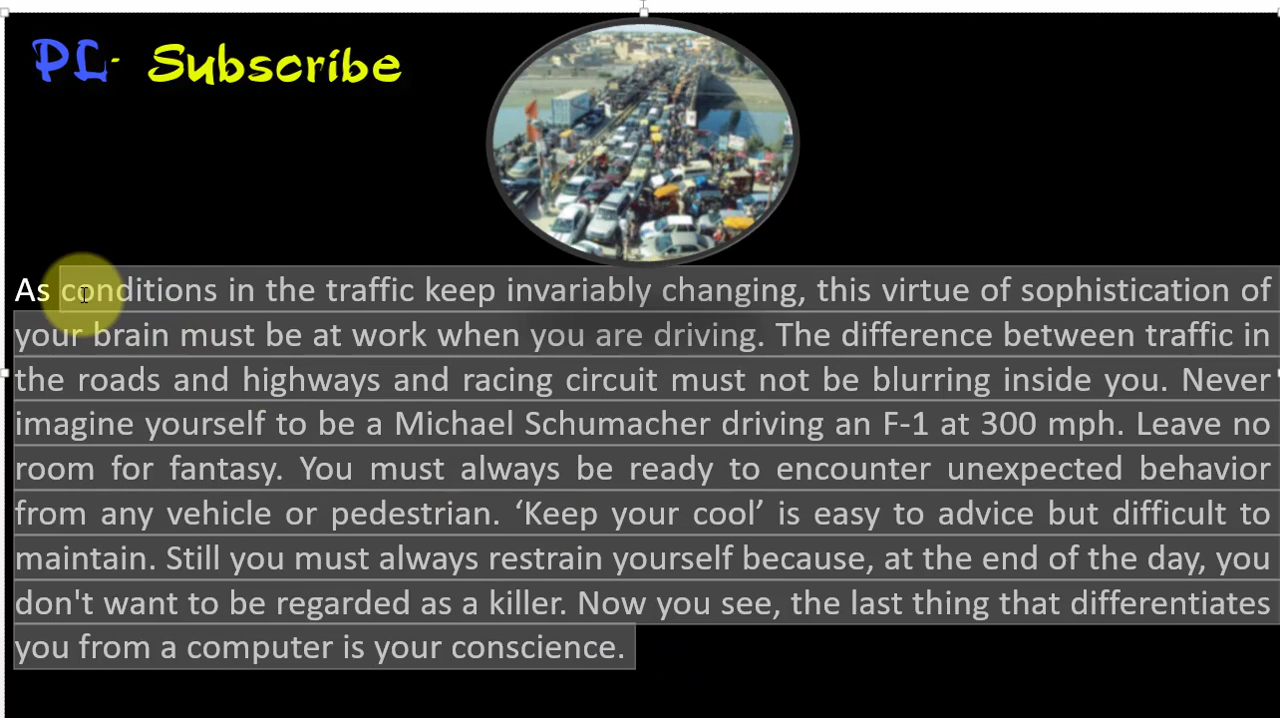 PL- Subscribe
As conditions in the traffic keep invariably changing, this virtue of sophistication of
your brain must be at work when you are driving. The difference between traffic in
the roads and highways and racing circuit must not be blurring inside you. Never
imagine yourself to be a Michael Schumacher driving an F-1 at 300 mph. Leave no
room for fantasy. You must always be ready to encounter unexpected behavior
from any vehicle or pedestrian. ‘Keep your cool’ is easy to advice but difficult to
maintain. Still you must always restrain yourself because, at the end of the day, you
don't want to be regarded as a killer. Now you see, the last thing that differentiates
you from a computer is your conscience.